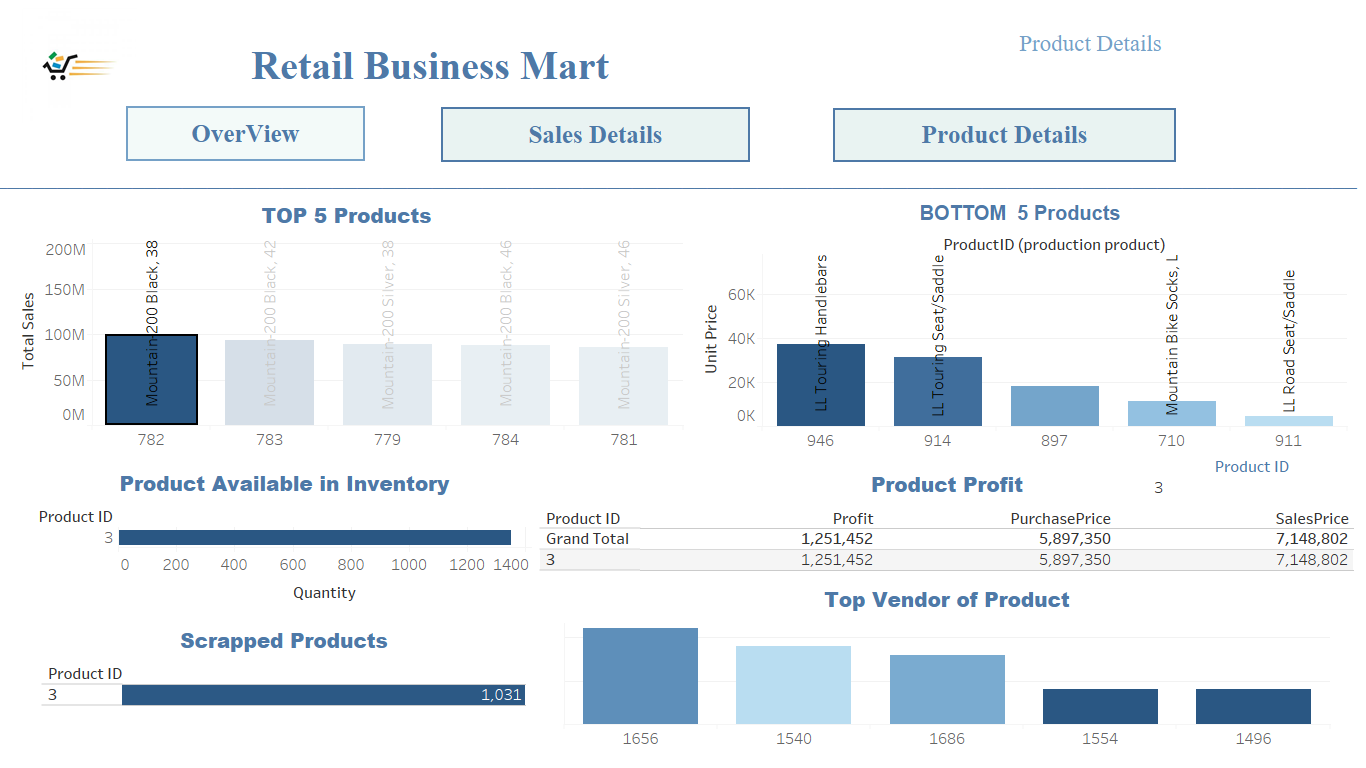 Product Details
Retail Business Mart
OverView
Sales Details
Product Details
TOP 5 Products
Total Sales
200M
150M
100M
50M
0M
Mountain-200 Black, 38
Mountain-200 Black, 42
Mountain-200 Silver, 38
Mountain-200 Black, 46
Mountain-200 Silver, 46
782 783 779 784 781
BOTTOM 5 Products
ProductID (production product)
Unit Price
60K
40K
20K
0K
LL Touring Handlebars
LL Touring Seat/Saddle
Mountain Bike Socks, L
LL Road Seat/Saddle
946 914 897 710 911
Product ID
3
Product Available in Inventory
Product ID
3
0 200 400 600 800 1000 1200 1400
Quantity
Product Profit
Product ID Profit PurchasePrice SalesPrice
Grand Total 1,251,452 5,897,350 7,148,802
3 1,251,452 5,897,350 7,148,802
Scrapped Products
Product ID
3 1,031
Top Vendor of Product
1656 1540 1686 1554 1496